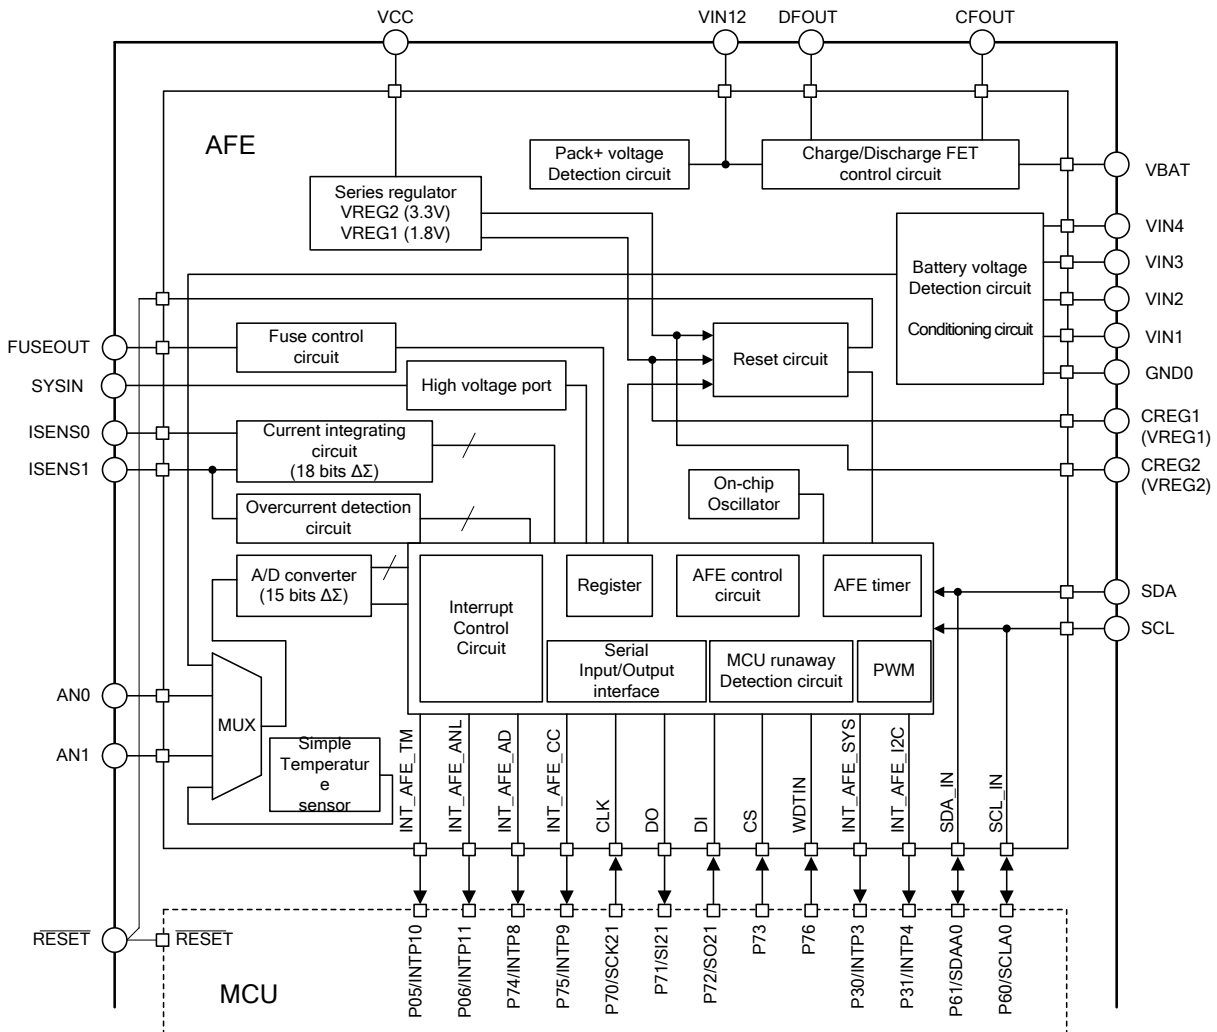 VCC
VIN12
DFOUT
CFOUT
AFE
Pack+ voltage
Detection circuit
Charge/Discharge FET
control circuit
VBAT
Series regulator
VREG2 (3.3V)
VREG1 (1.8V)
Battery voltage
Detection circuit
Conditioning circuit
VIN4
VIN3
VIN2
VIN1
GND0
FUSEOUT
Fuse control
circuit
Reset circuit
SYSIN
High voltage port
ISENS0
Current integrating
circuit
(18 bits ΔΣ)
CREG1
(VREG1)
ISENS1
CREG2
(VREG2)
On-chip
Oscillator
Overcurrent detection
circuit
A/D converter
(15 bits ΔΣ)
Interrupt
Control
Circuit
Register
AFE control
circuit
AFE timer
SDA
SCL
Serial
Input/Output
interface
MCU runaway
Detection circuit
PWM
AN0
MUX
AN1
Simple
Temperatur
e
sensor
INT_AFE_TM
INT_AFE_ANL
INT_AFE_AD
INT_AFE_CC
CLK
DO
DI
CS
WDTIN
INT_AFE_SYS
INT_AFE_I2C
SDA_IN
SCL_IN
RESET
RESET
MCU
P05/INTP10
P06/INTP11
P74/INTP8
P75/INTP9
P70/SCK21
P71/SI21
P72/SO21
P73
P76
P30/INTP3
P31/INTP4
P61/SDAA0
P60/SCLA0